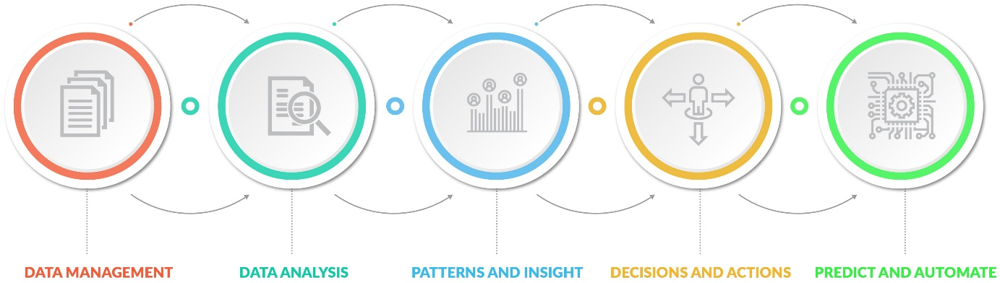 DATA MANAGEMENT
DATA ANALYSIS
PATTERNS AND INSIGHT
DECISIONS AND ACTIONS
PREDICT AND AUTOMATE